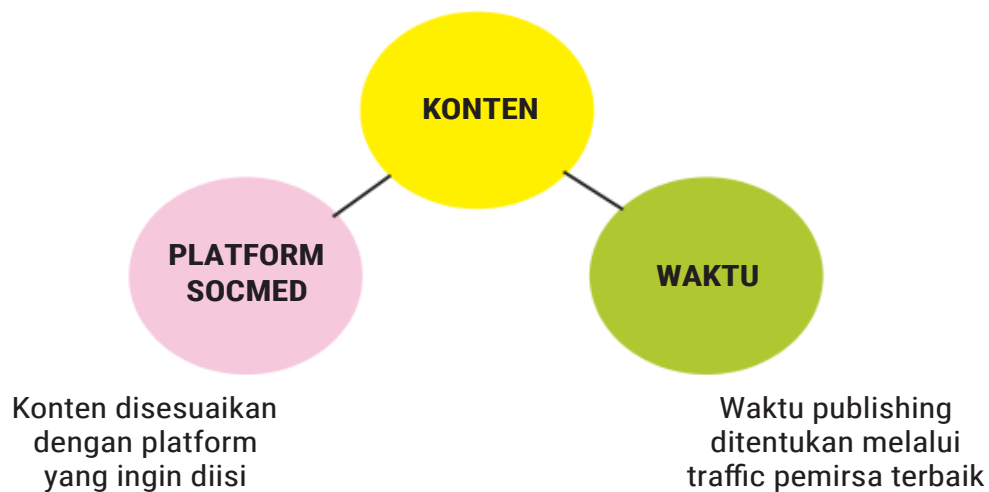 KONTEN
PLATFORM
SOCMED
WAKTU
Konten disesuaikan
dengan platform
yang ingin diisi
Waktu publishing
ditentukan melalui
traffic pemirsa terbaik